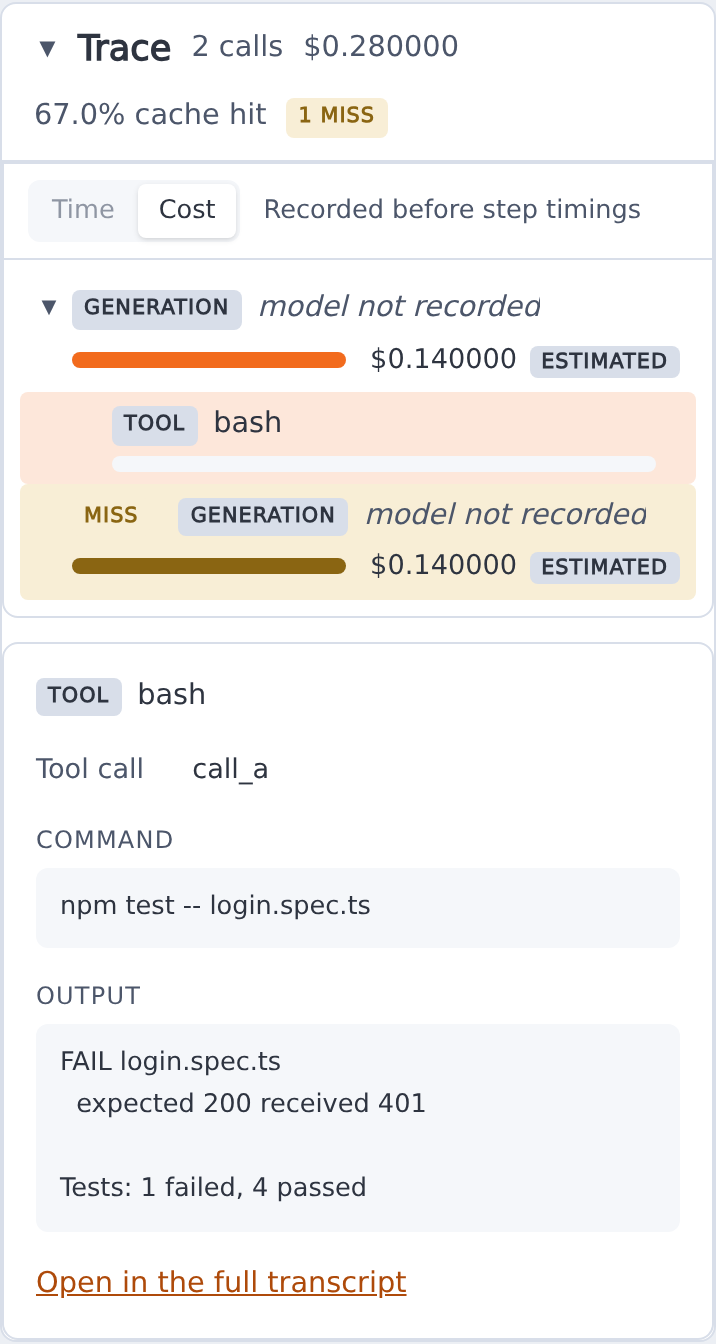 ▼ Trace 2 calls $0.280000
67.0% cache hit 1 MISS
Time Cost Recorded before step timings
▼ GENERATION model not recorded
$0.140000 ESTIMATED
TOOL bash
MISS GENERATION model not recorded
$0.140000 ESTIMATED
TOOL bash
Tool call call_a
COMMAND
npm test -- login.spec.ts
OUTPUT
FAIL login.spec.ts
expected 200 received 401
Tests: 1 failed, 4 passed
Open in the full transcript